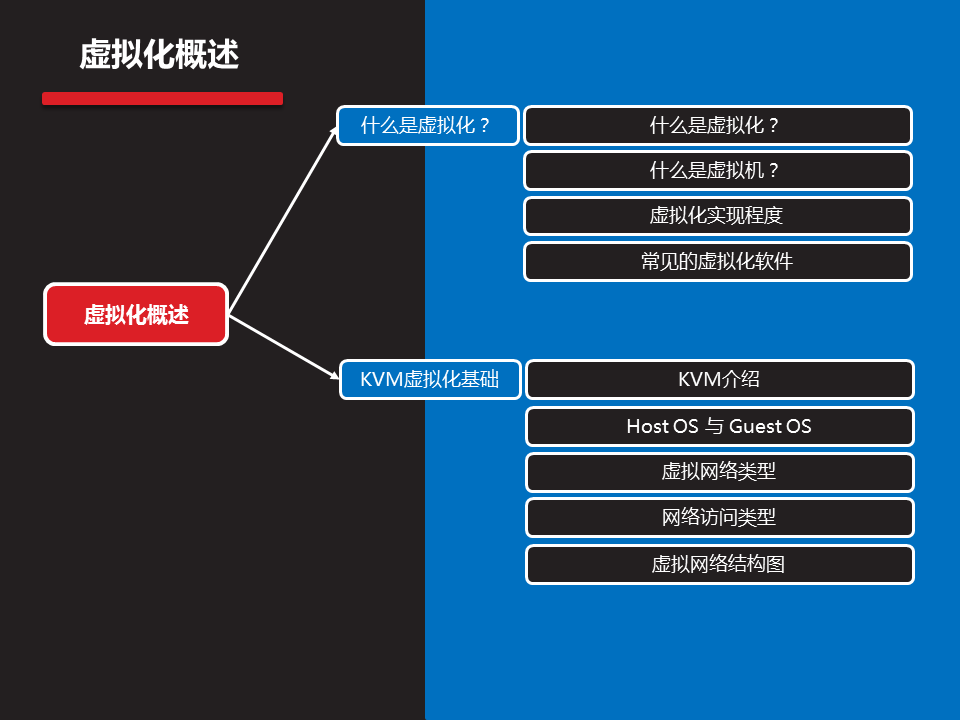 虚拟化概述
什么是虚拟化？
什么是虚拟化？
什么是虚拟机？
虚拟化实现程度
常见的虚拟化软件
虚拟化概述
KVM虚拟化基础
KVM介绍
Host OS 与 Guest OS
虚拟网络类型
网络访问类型
虚拟网络结构图